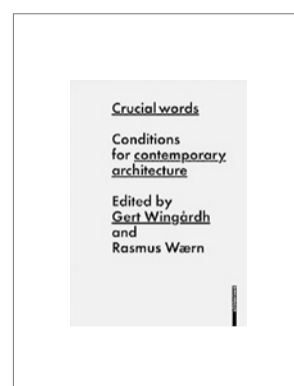 Crucial words
Conditions
for contemporary
architecture
Edited by
Gert Wingårdh
and
Rasmus Wærn